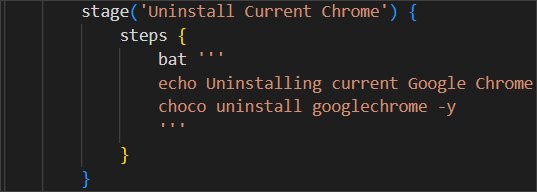 stage('Uninstall Current Chrome') {
steps {
bat '''
echo Uninstalling current Google Chrome
choco uninstall googlechrome -y
'''
}
}